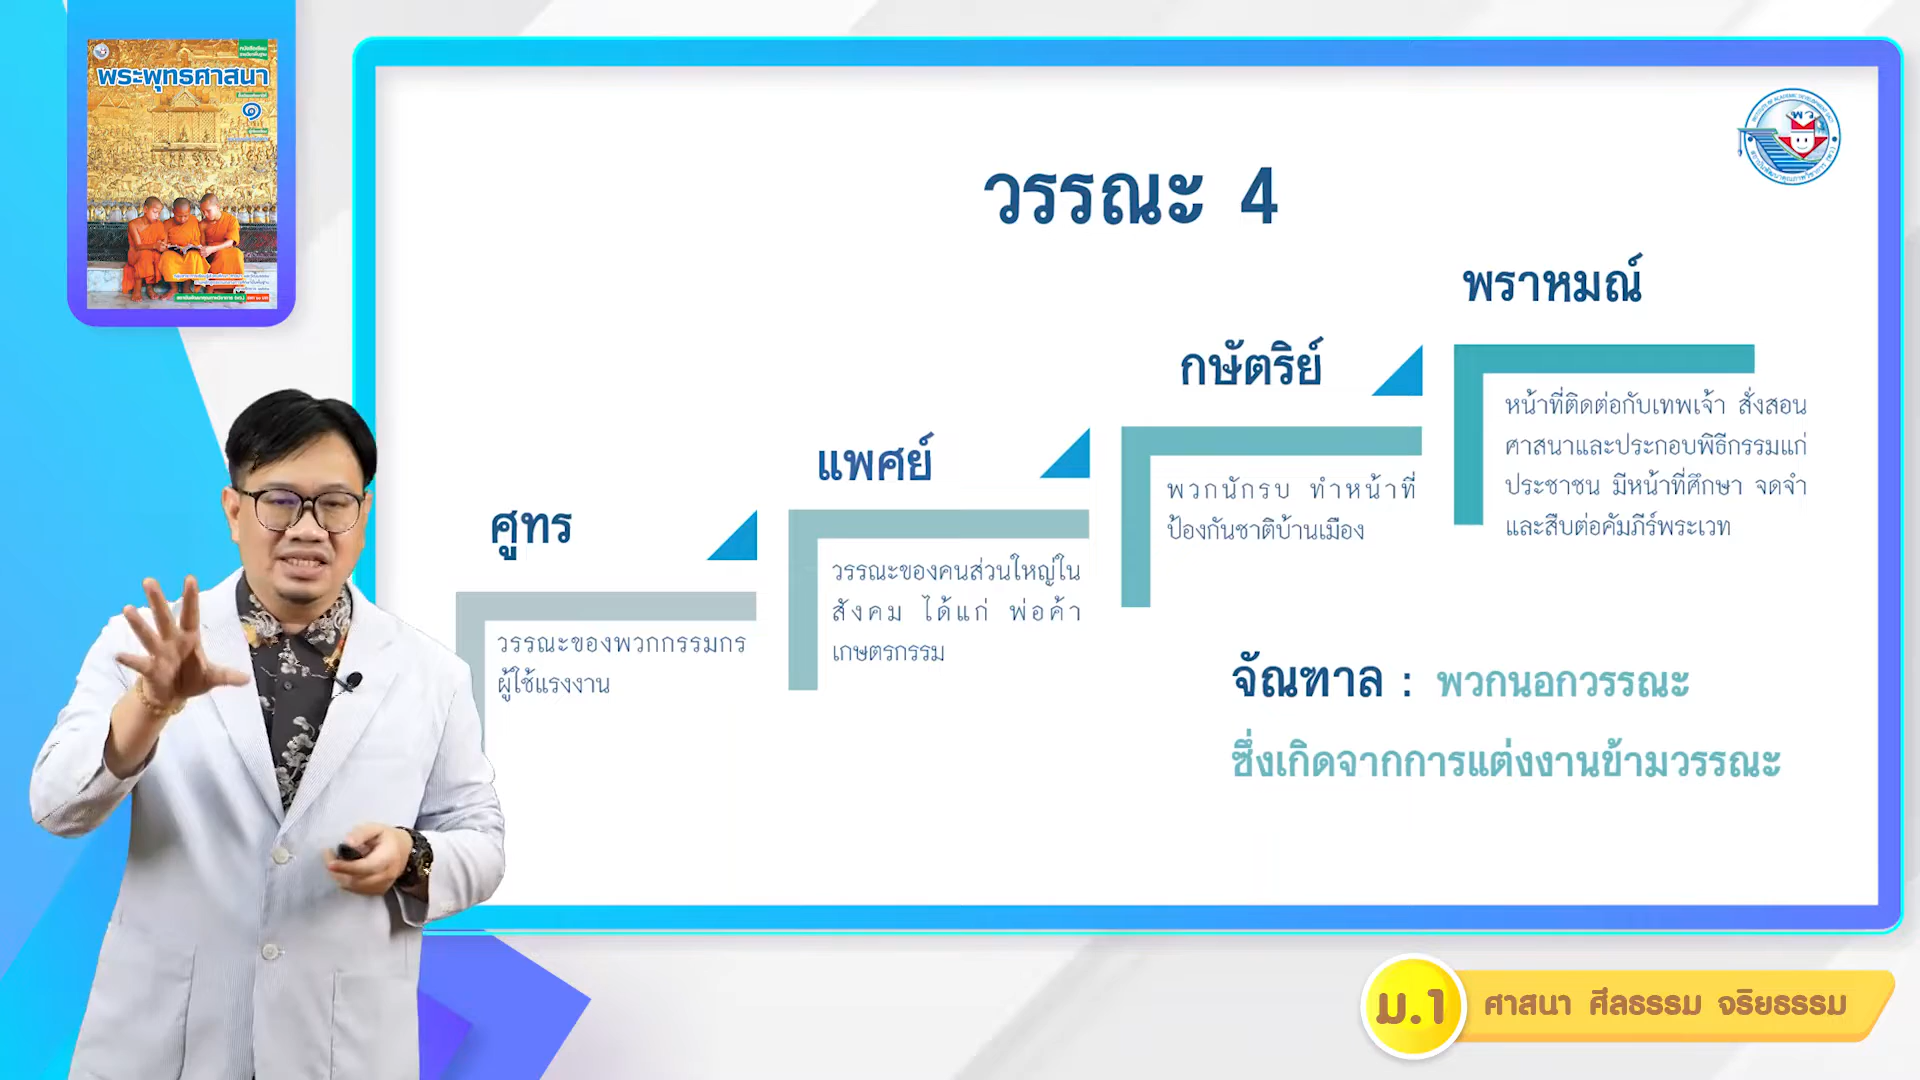 หนังสือเรียน
พระพุทธศาสนา
๑
วรรณะ 4
พว
พราหมณ์
หน้าที่ติดต่อกับเทพเจ้า สั่งสอน
ศาสนาและประกอบพิธีกรรมแก่
ประชาชน มีหน้าที่ศึกษา จดจำ
และสืบต่อคัมภีร์พระเวท
กษัตริย์
พวกนักรบ ทำหน้าที่
ป้องกันชาติบ้านเมือง
แพศย์
วรรณะของคนส่วนใหญ่ใน
สังคม ได้แก่ พ่อค้า
เกษตรกรรม
ศูทร
วรรณะของพวกกรรมกร
ผู้ใช้แรงงาน
จัณฑาล : พวกนอกวรรณะ
ซึ่งเกิดจากการแต่งงานข้ามวรรณะ
ม.1 ศาสนา ศีลธรรม จริยธรรม